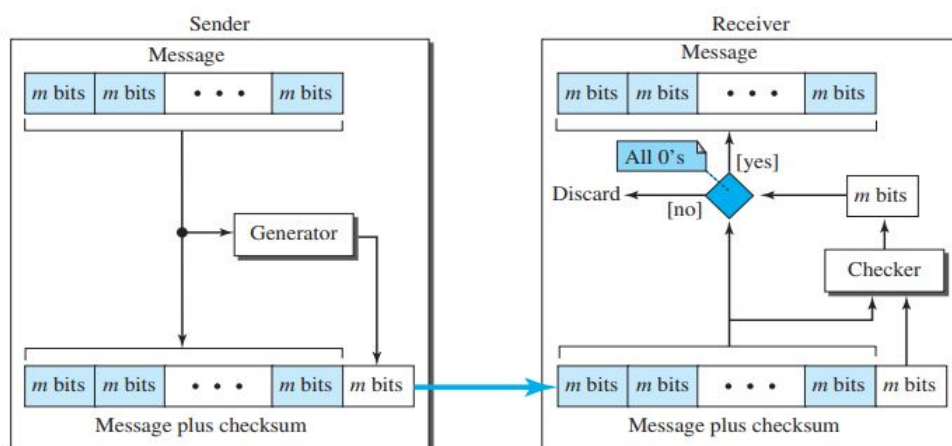 Sender
Message
m bits m bits • • • m bits
Generator
m bits m bits • • • m bits m bits
Message plus checksum
Receiver
Message
m bits m bits • • • m bits
All 0's
[yes]
Discard
[no]
m bits
Checker
m bits m bits • • • m bits m bits
Message plus checksum